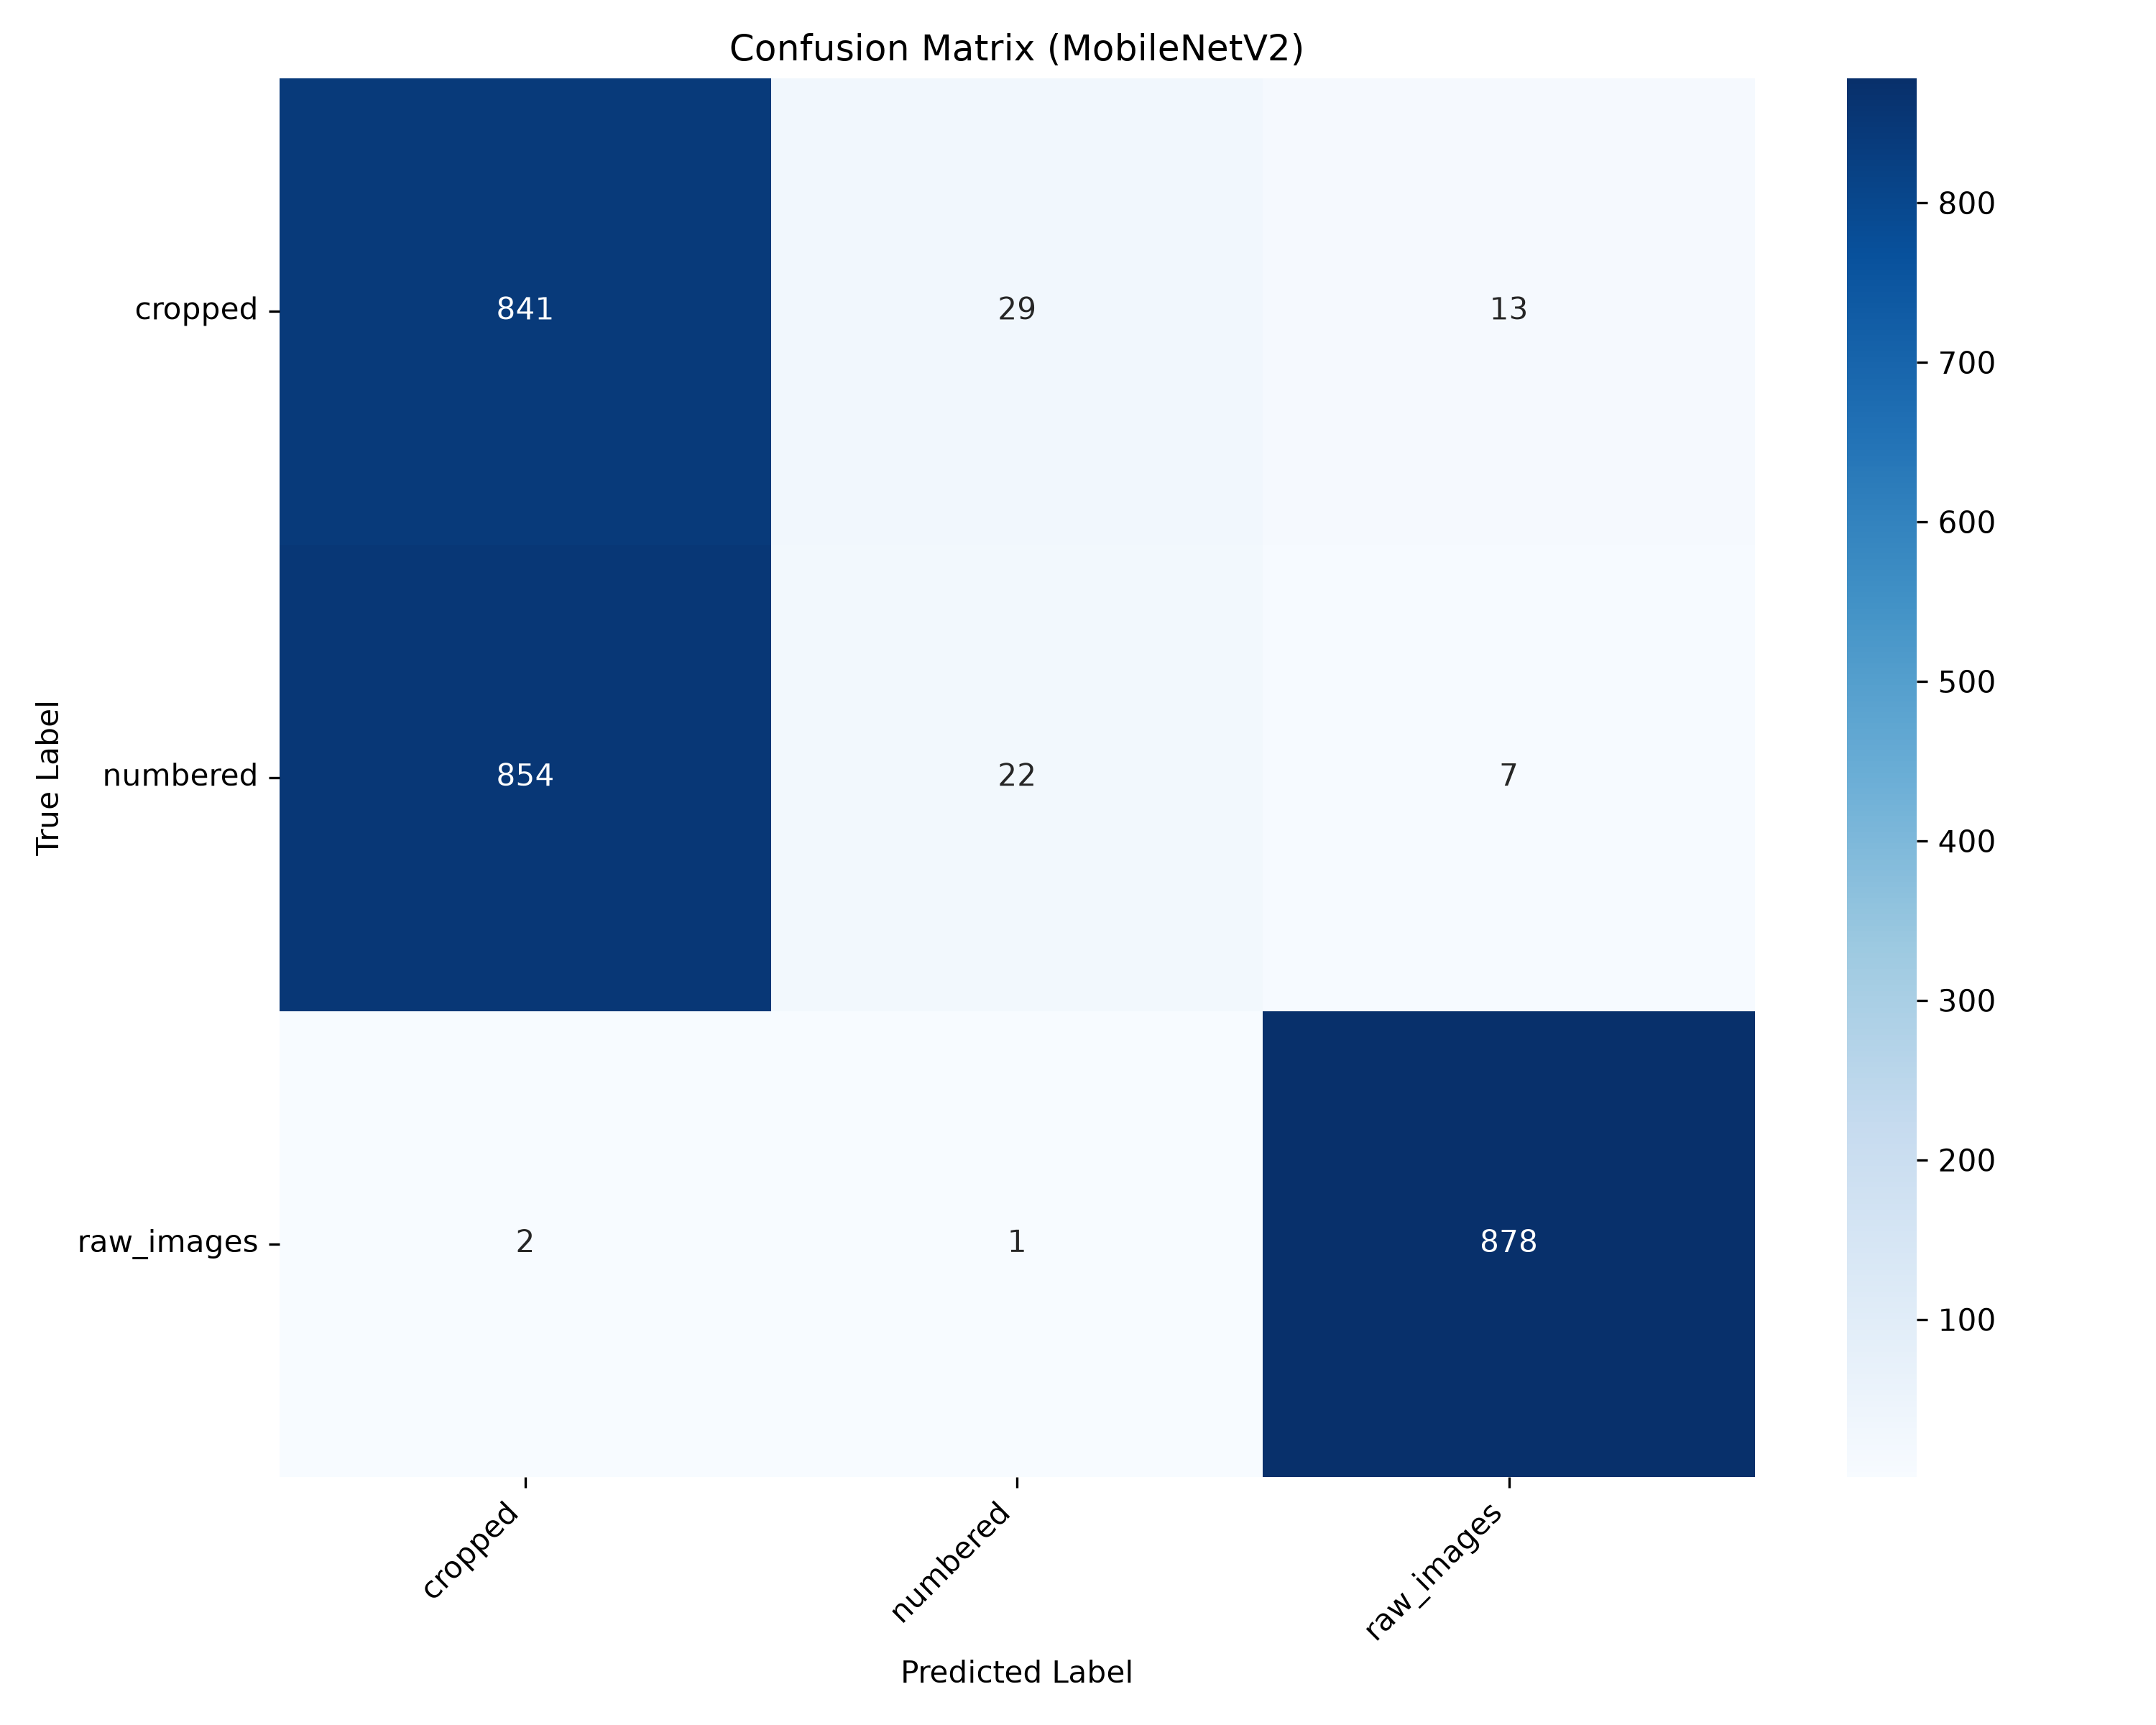 Confusion Matrix (MobileNetV2)
True Label
cropped 841 29 13
numbered 854 22 7
raw_images 2 1 878
cropped numbered raw_images
Predicted Label
800
700
600
500
400
300
200
100